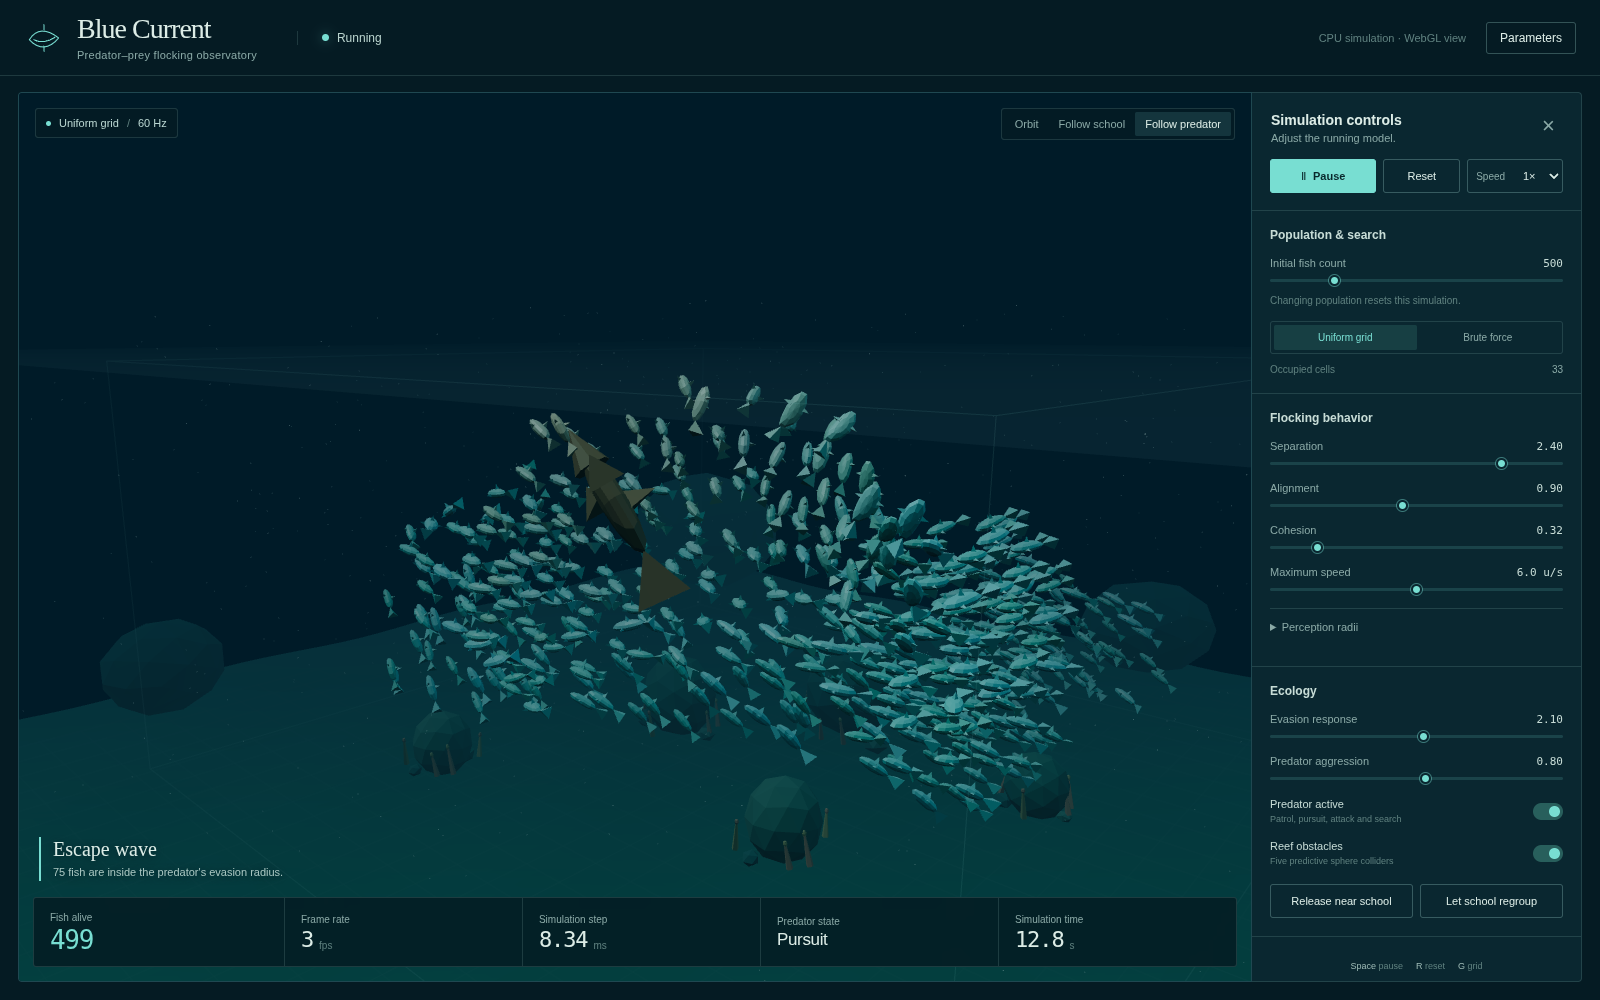 Blue Current
Predator–prey flocking observatory
Running
CPU simulation · WebGL view
Parameters
Uniform grid / 60 Hz
Orbit
Follow school
Follow predator
Simulation controls
Adjust the running model.
Pause
Reset
Speed 1×
Population & search
Initial fish count 500
Changing population resets this simulation.
Uniform grid
Brute force
Occupied cells 33
Flocking behavior
Separation 2.40
Alignment 0.90
Cohesion 0.32
Maximum speed 6.0 u/s
Perception radii
Ecology
Evasion response 2.10
Predator aggression 0.80
Predator active
Patrol, pursuit, attack and search
Reef obstacles
Five predictive sphere colliders
Release near school
Let school regroup
Space pause R reset G grid
Escape wave
75 fish are inside the predator's evasion radius.
Fish alive
499
Frame rate
3 fps
Simulation step
8.34 ms
Predator state
Pursuit
Simulation time
12.8 s